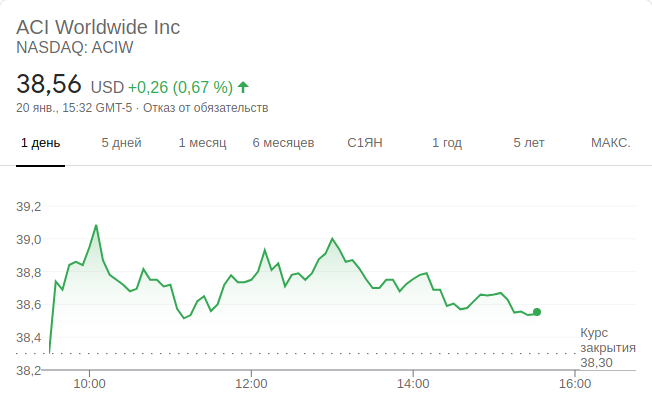 ACI Worldwide Inc
NASDAQ: ACIW
38,56 USD +0,26 (0,67 %)
20 янв., 15:32 GMT-5 · Отказ от обязательств
1 день 5 дней 1 месяц 6 месяцев С1ЯН 1 год 5 лет МАКС.
39,2
39,0
38,8
38,6
38,4
38,2
Курс
закрытия
38,30
10:00 12:00 14:00 16:00